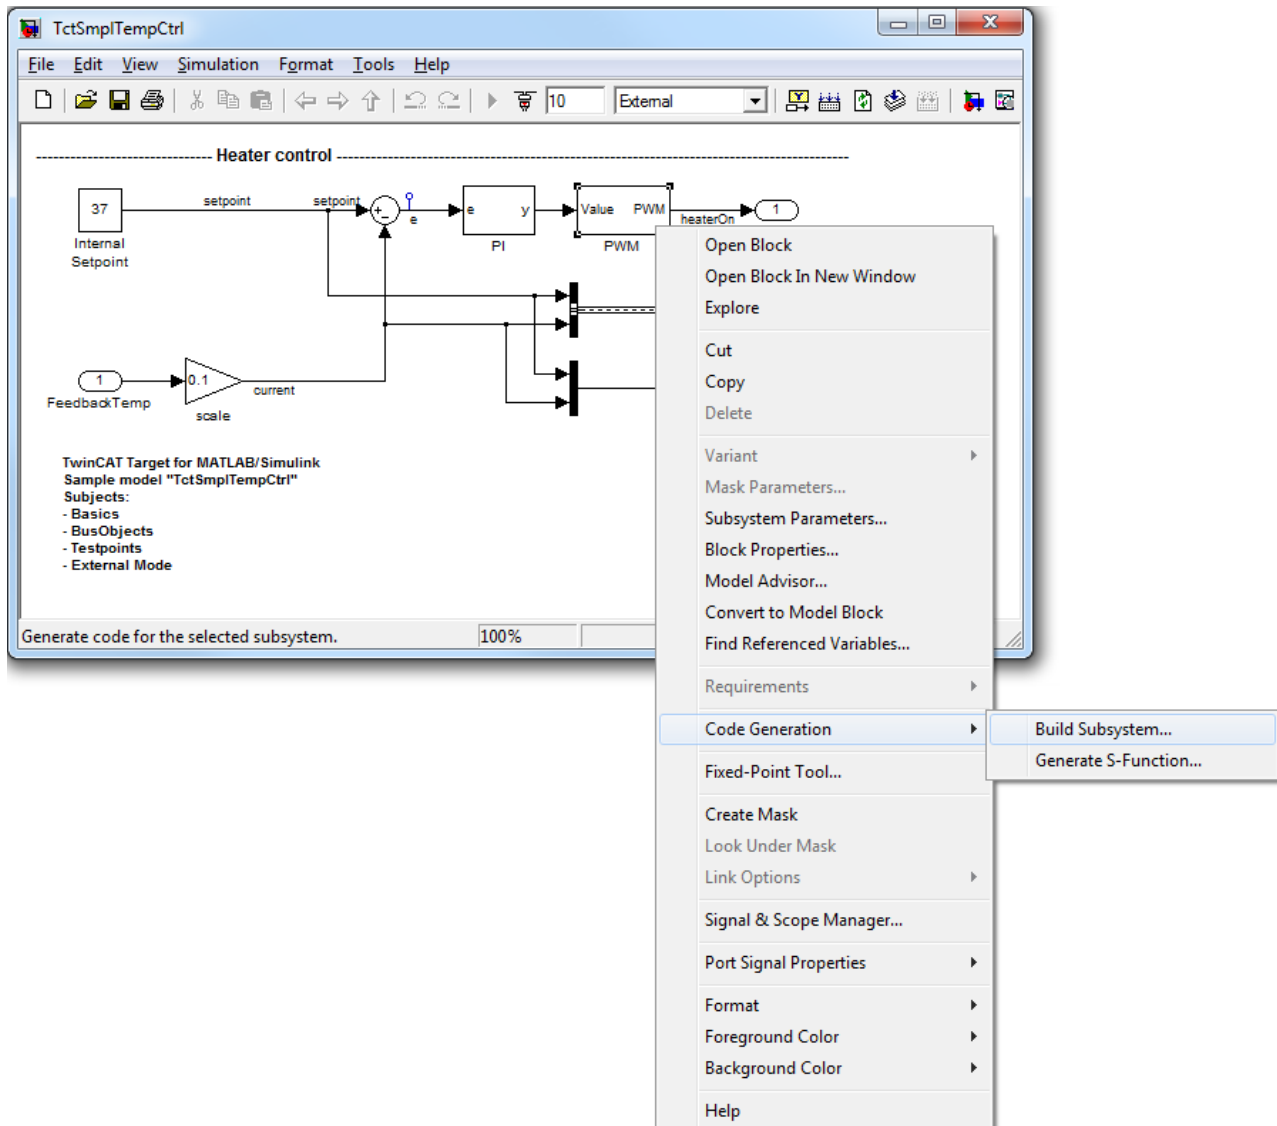 TctSmplTempCtrl
File Edit View Simulation Format Tools Help
10 External
Heater control
37 setpoint setpoint + - e e y Value PWM heaterOn 1
Internal Setpoint
PI
PWM
1 0.1 current
FeedbackTemp
scale
TwinCAT Target for MATLAB/Simulink
Sample model "TctSmplTempCtrl"
Subjects:
- Basics
- BusObjects
- Testpoints
- External Mode
Generate code for the selected subsystem. 100%
Open Block
Open Block In New Window
Explore
Cut
Copy
Delete
Variant
Mask Parameters...
Subsystem Parameters...
Block Properties...
Model Advisor...
Convert to Model Block
Find Referenced Variables...
Requirements
Code Generation
Build Subsystem...
Generate S-Function...
Fixed-Point Tool...
Create Mask
Look Under Mask
Link Options
Signal & Scope Manager...
Port Signal Properties
Format
Foreground Color
Background Color
Help